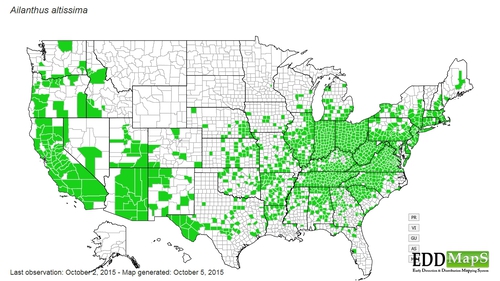 Ailanthus altissima
PR
VI
GU
AS
EDDMapS
Early Detection & Distribution Mapping System
Last observation: October 2, 2015 - Map generated: October 5, 2015